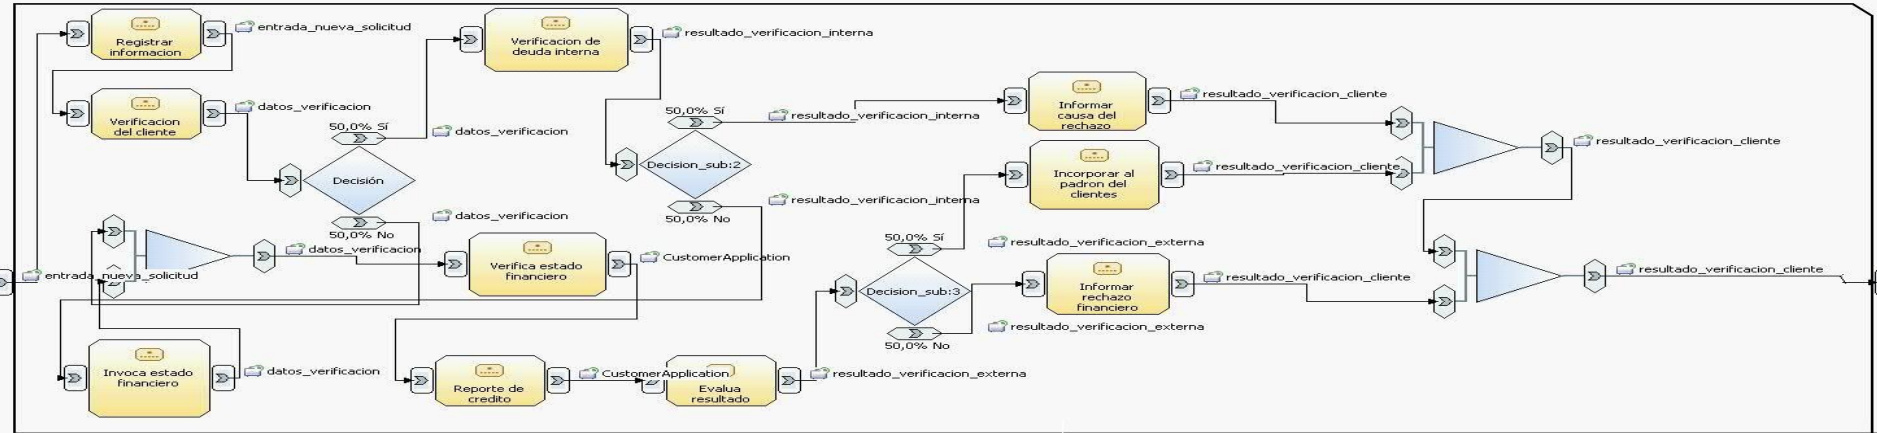 Registrar
informacion
entrada_nueva_solicitud
Verificacion de
deuda interna
resultado_verificacion_interna
Verificacion
del cliente
datos_verificacion
50,0% Sí
datos_verificacion
Decisión
50,0% No
datos_verificacion
50,0% Sí
resultado_verificacion_interna
Decision_sub:2
50,0% No
resultado_verificacion_interna
Informar
causa del
rechazo
resultado_verificacion_cliente
Incorporar al
padron del
clientes
resultado_verificacion_cliente
resultado_verificacion_cliente
entrada_nueva_solicitud
datos_verificacion
Verifica estado
financiero
CustomerApplication
50,0% Sí
resultado_verificacion_externa
Decision_sub:3
50,0% No
resultado_verificacion_externa
Informar
rechazo
financiero
resultado_verificacion_cliente
resultado_verificacion_cliente
Invoca estado
financiero
datos_verificacion
Reporte de
credito
CustomerApplication
Evalua
resultado
resultado_verificacion_externa